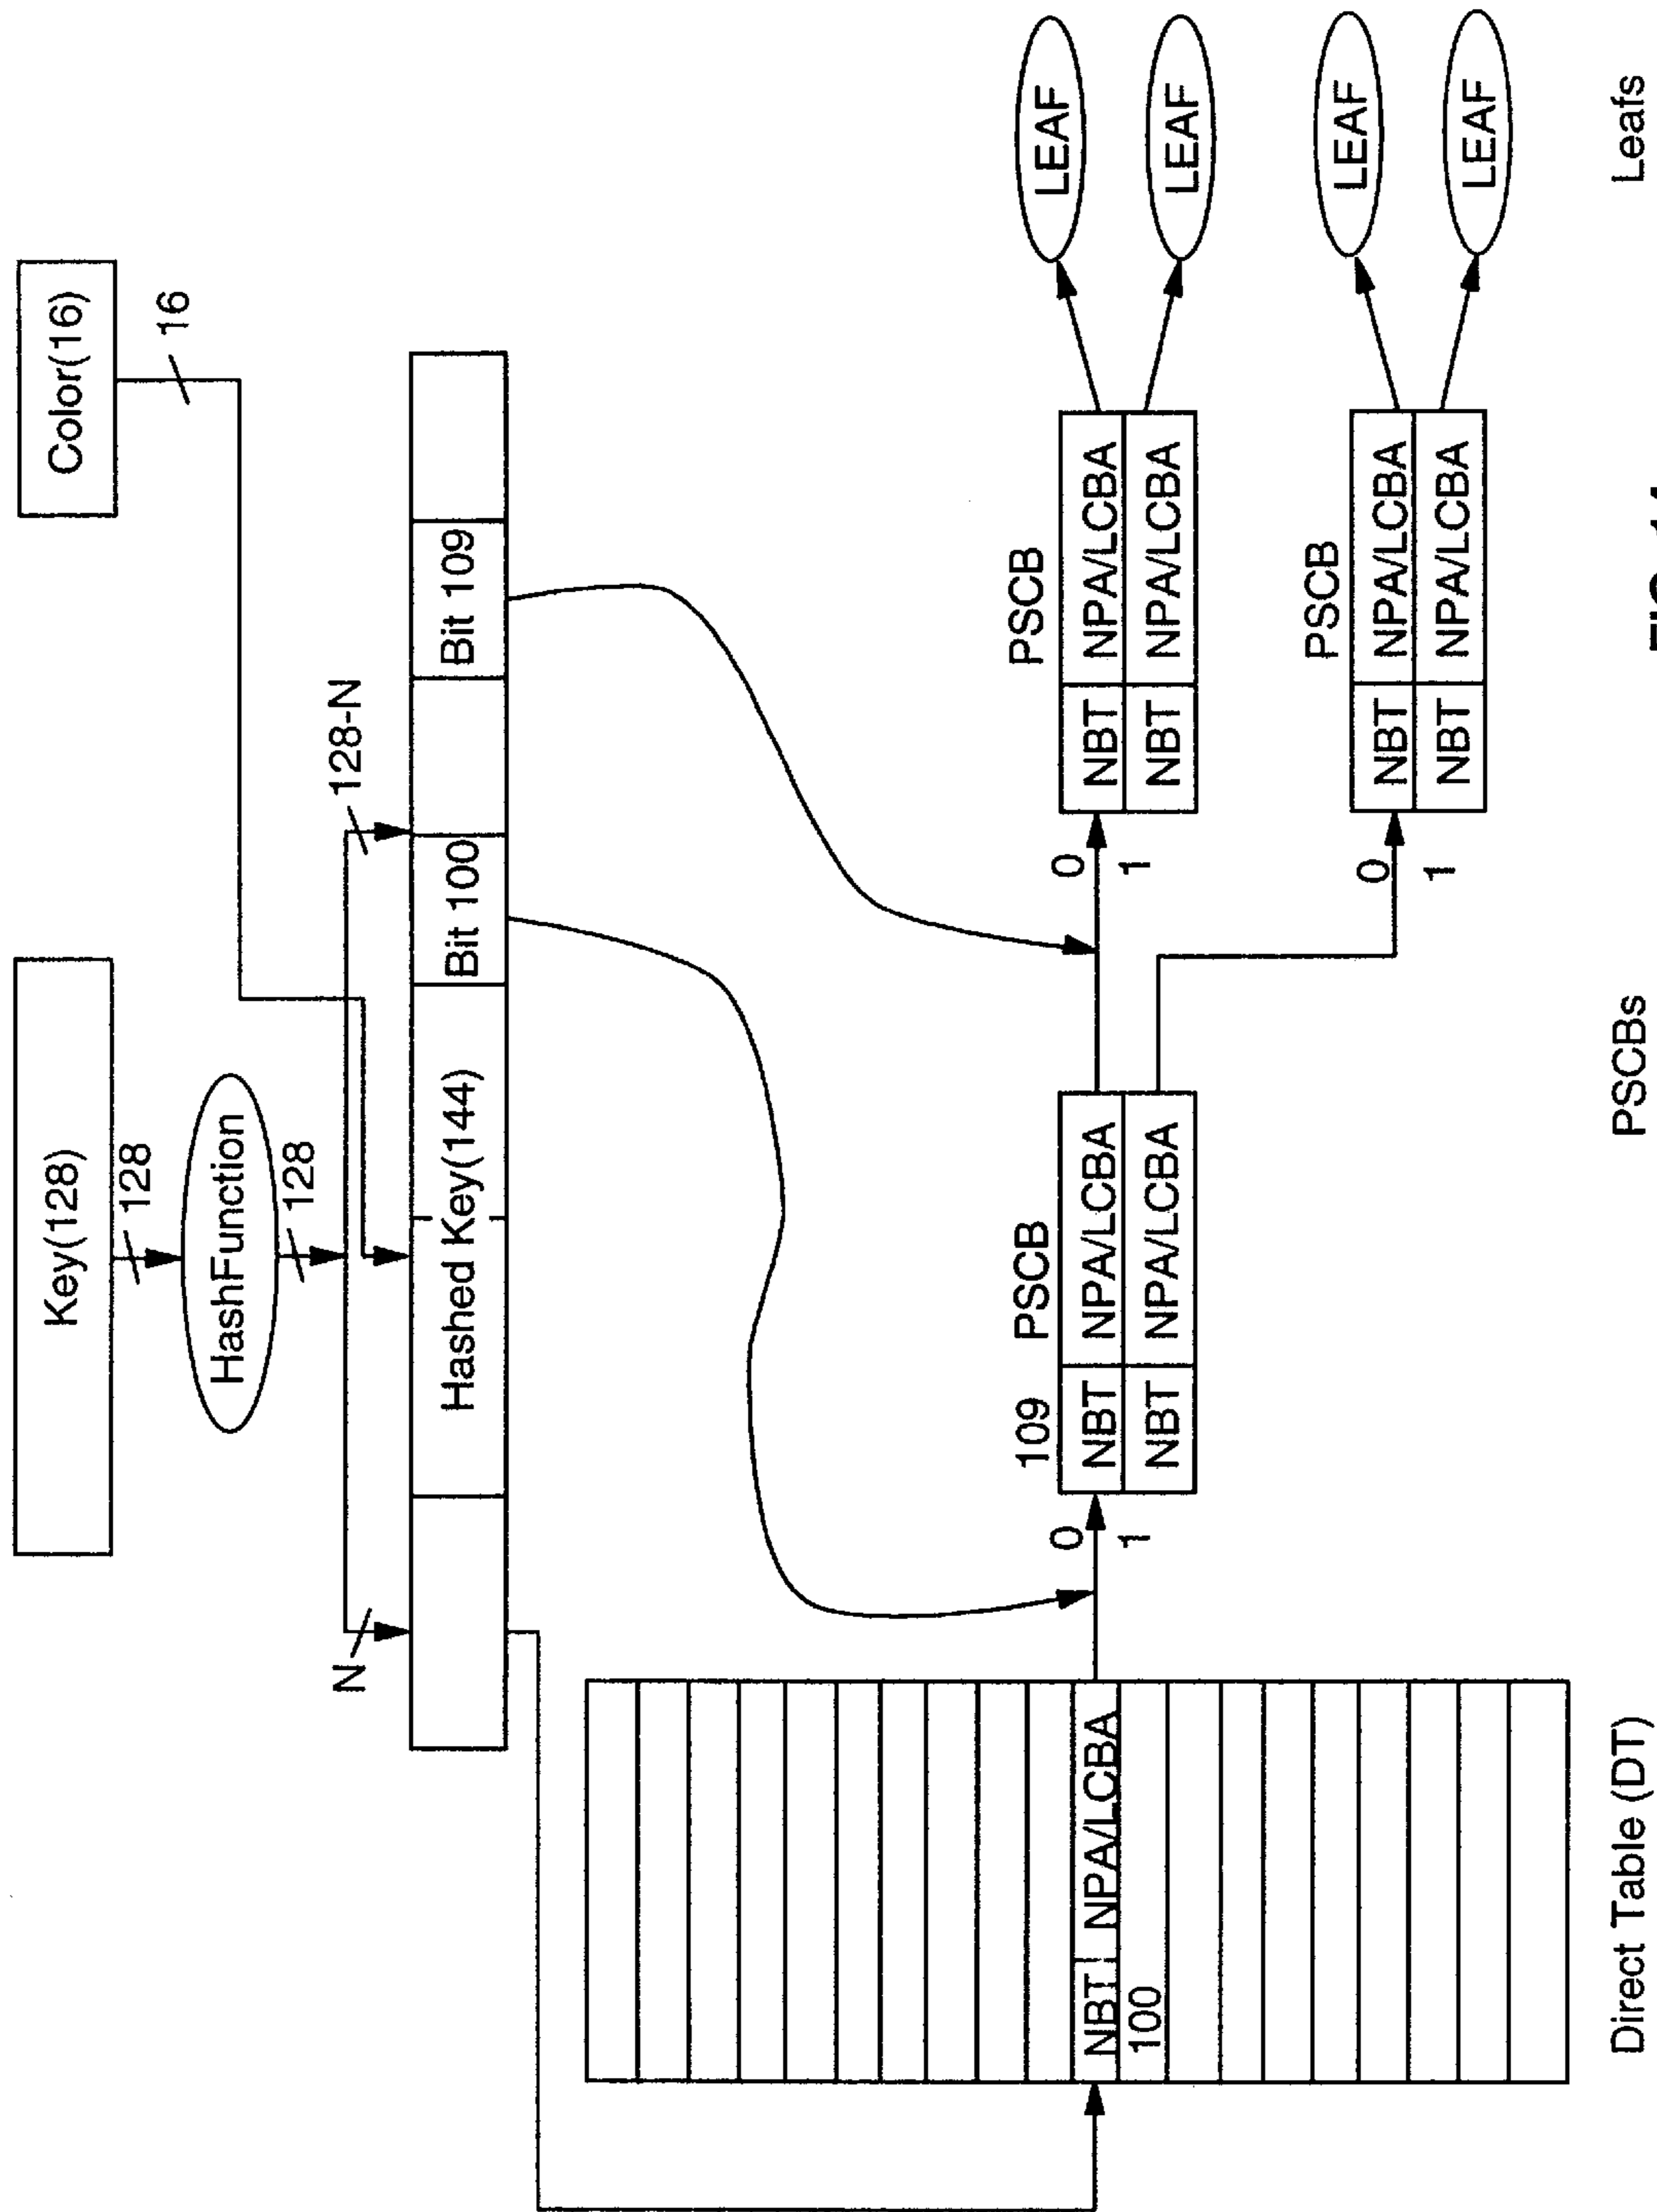 Key(128)
128
HashFunction
128
Color(16)
16
N
128-N
Hashed Key(144)
Bit 100
Bit 109
NBT NPA/LCBA
100
Direct Table (DT)
0
1
109
PSCB
NBT NPA/LCBA
NBT NPA/LCBA
0
1
PSCB
NBT NPA/LCBA
NBT NPA/LCBA
0
1
PSCB
NBT NPA/LCBA
NBT NPA/LCBA
PSCBs
LEAF
LEAF
LEAF
LEAF
Leafs